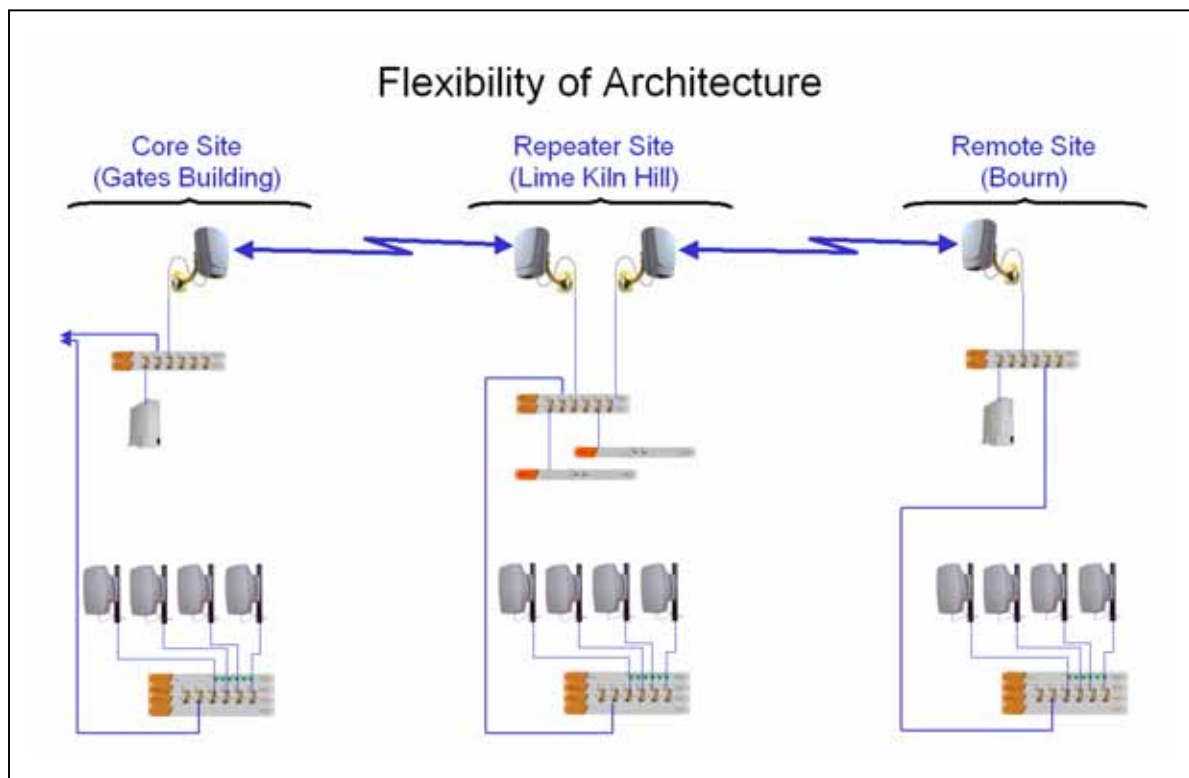 Flexibility of Architecture
Core Site
(Gates Building)
Repeater Site
(Lime Kiln Hill)
Remote Site
(Bourn)